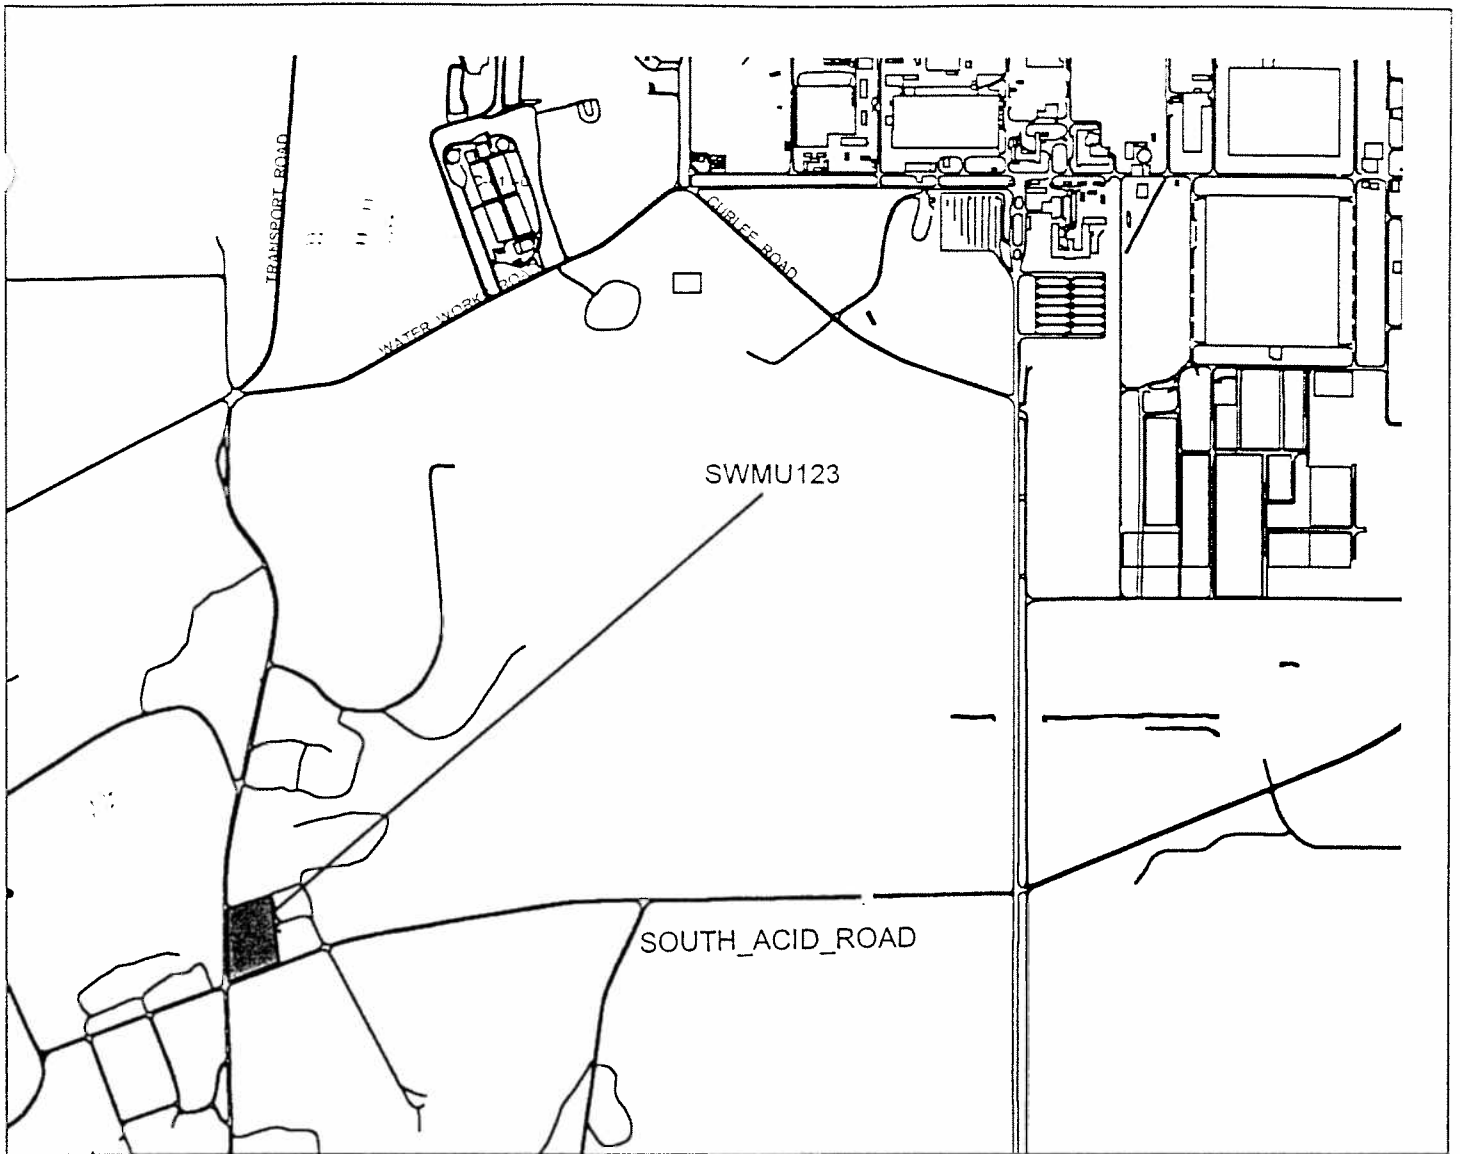 TRANSPORT ROAD
CURLEE ROAD
WATER WORKS ROAD
SWMU123
SOUTH_ACID_ROAD